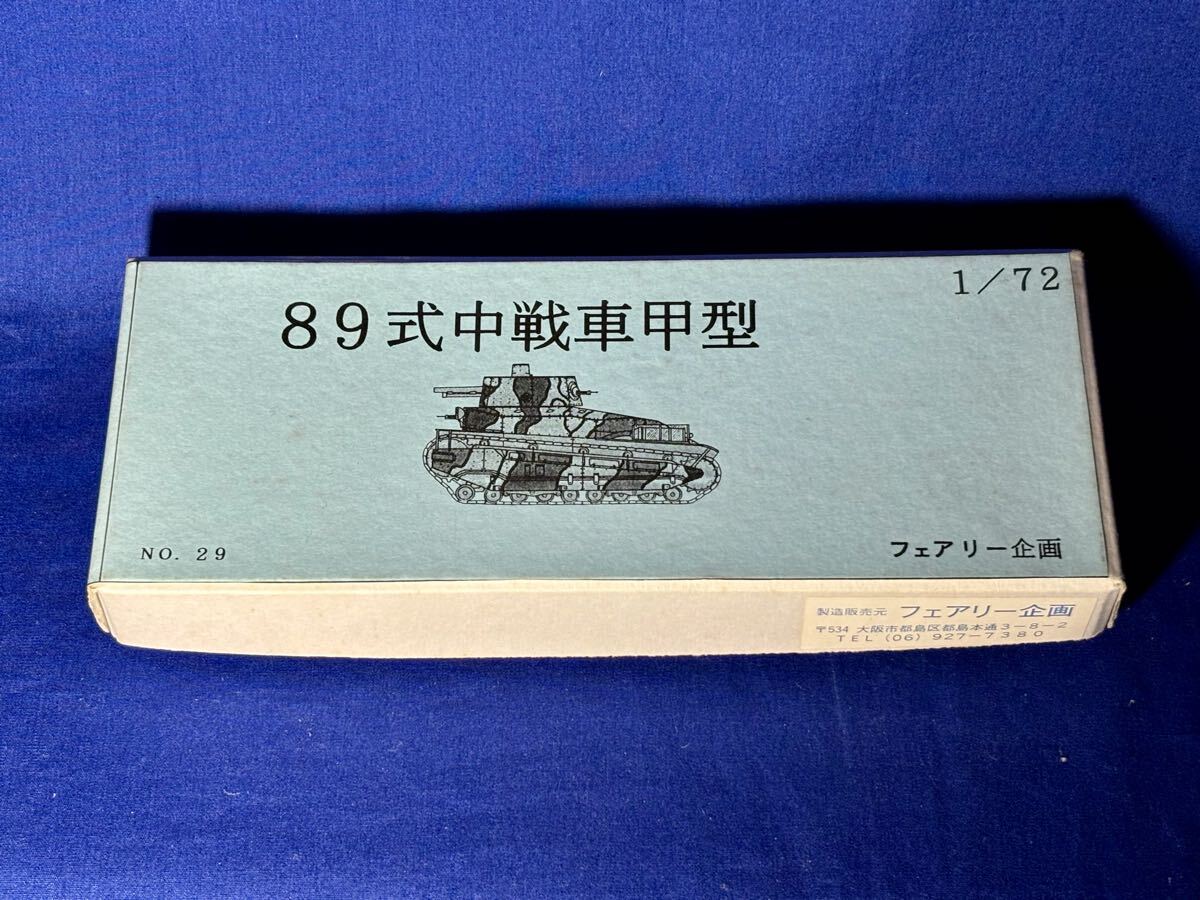 1/72
89式中戦車甲型
NO. 29
フェアリー企画
製造販売元 フェアリー企画
〒534 大阪市都島区都島本通3-8-2
TEL (06) 927-7380